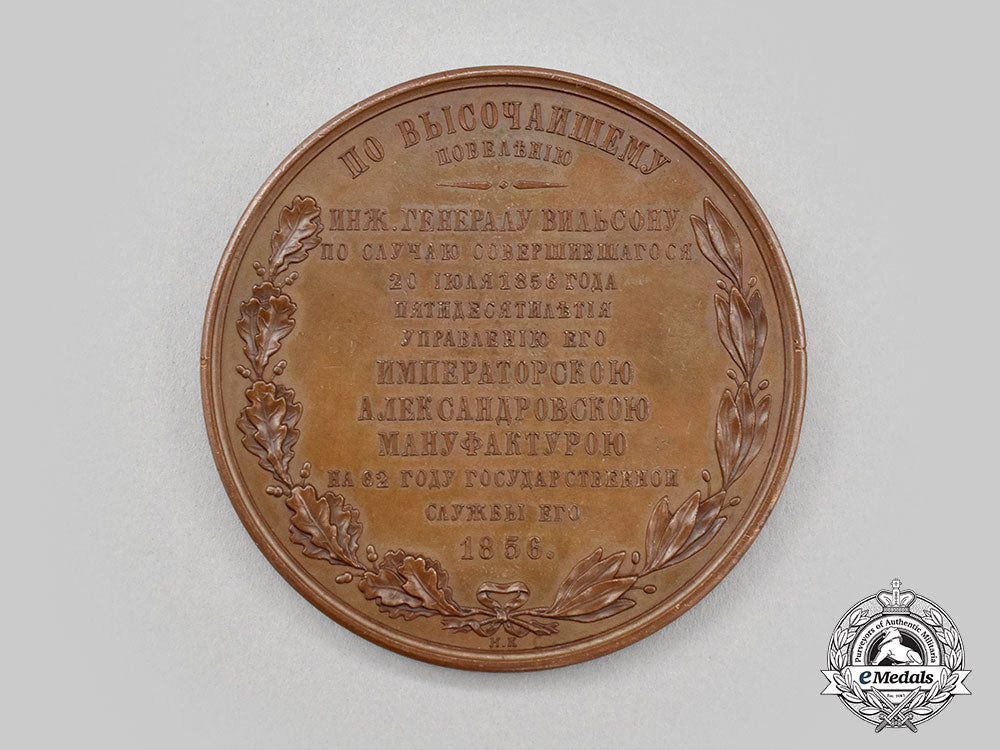 ПО ВЫСОЧАИШЕМУ
ПОВЕЛѢНІЮ
ИНЖ. ГЕНЕРАЛУ ВИЛЬСОНУ
ПО СЛУЧАЮ СОВЕРШИВШАГОСЯ
20 ІЮЛЯ 1856 ГОДА
ПЯТИДЕСЯТИЛѢТІЯ
УПРАВЛЕНІЮ ЕГО
ИМПЕРАТОРСКОЮ
АЛЕКСАНДРОВСКОЮ
МАНУФАКТУРОЮ
НА 62 ГОДУ ГОСУДАРСТВЕННОЙ
СЛУЖБЫ ЕГО
1856.
Purveyors of Authentic Militaria
eMedals